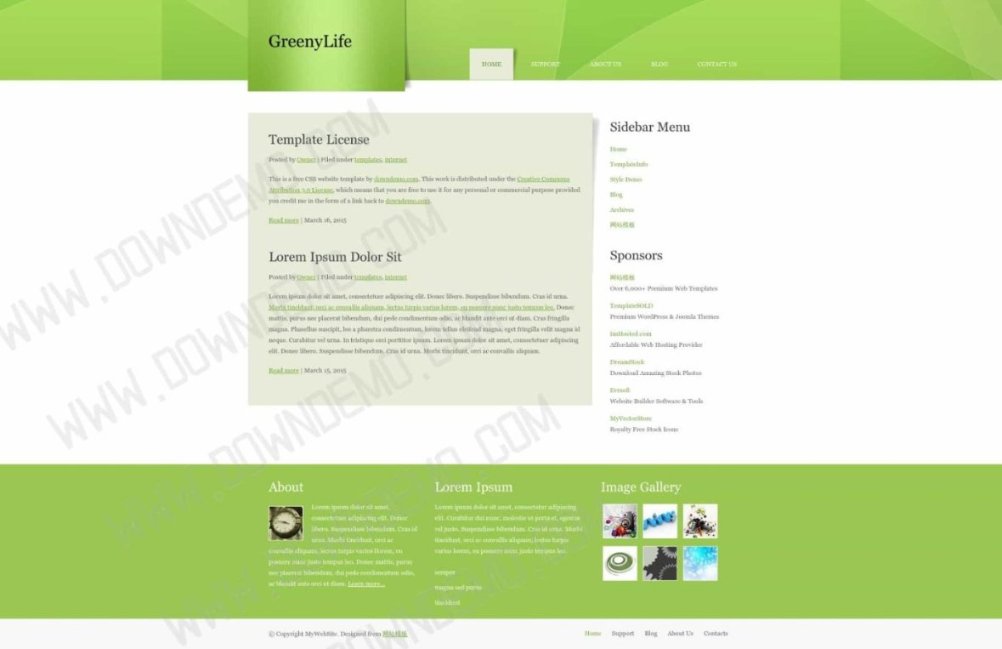 GreenyLife
HOME SUPPORT ABOUT US BLOG CONTACT US
Template License
Posted by Owner | Filed under templates, internet
This is a free CSS website template by downdemo.com. This work is distributed under the Creative Commons
Attribution 3.0 License, which means that you are free to use it for any personal or commercial purpose provided
you credit me in the form of a link back to downdemo.com.
Read more | March 16, 2015
Lorem Ipsum Dolor Sit
Posted by Owner | Filed under templates, internet
Lorem ipsum dolor sit amet, consectetuer adipiscing elit. Donec libero. Suspendisse bibendum. Cras id urna.
Morbi tincidunt, orci ac convallis aliquam, lectus turpis varius lorem, eu posuere nunc justo tempus leo. Donec
mattis, purus nec placerat bibendum, dui pede condimentum odio, ac blandit ante orci ut diam. Cras fringilla
magna. Phasellus suscipit, leo a pharetra condimentum, lorem tellus eleifend magna, eget fringilla velit magna id
neque. Curabitur vel urna. In tristique orci porttitor ipsum. Lorem ipsum dolor sit amet, consectetuer adipiscing
elit. Donec libero. Suspendisse bibendum. Cras id urna. Morbi tincidunt, orci ac convallis aliquam.
Read more | March 15, 2015
Sidebar Menu
Home
TemplateInfo
Style Demo
Blog
Archives
网站模板
Sponsors
网站模板
Over 6,000+ Premium Web Templates
TemplateSOLD
Premium WordPress & Joomla Themes
ImHosted.com
Affordable Web Hosting Provider
DreamStock
Download Amazing Stock Photos
Evrsoft
Website Builder Software & Tools
MyVectorStore
Royalty Free Stock Icons
About
Lorem ipsum dolor sit amet,
consectetuer adipiscing elit. Donec
libero. Suspendisse bibendum. Cras id
urna. Morbi tincidunt, orci ac
convallis aliquam, lectus turpis varius lorem, eu
posuere nunc justo tempus leo. Donec mattis, purus
nec placerat bibendum, dui pede condimentum odio,
ac blandit ante orci ut diam. Learn more...
Lorem Ipsum
Lorem ipsum dolor sit amet, consectetur adipiscing
elit. Curabitur dui nunc, molestie ut porta et, egestas
vel justo. Suspendisse bibendum. Cras id urna. Morbi
tincidunt, orci ac convallis aliquam, lectus turpis
varius lorem, eu posuere nunc justo tempus leo.
semper
magna sed purus
blandsed
Image Gallery
© Copyright MyWebSite. Designed from 网站模板
Home Support Blog About Us Contacts
WWW.DOWNDEMO.COM
WWW.DOWNDEMO.COM
WWW.DOWNDEMO.COM